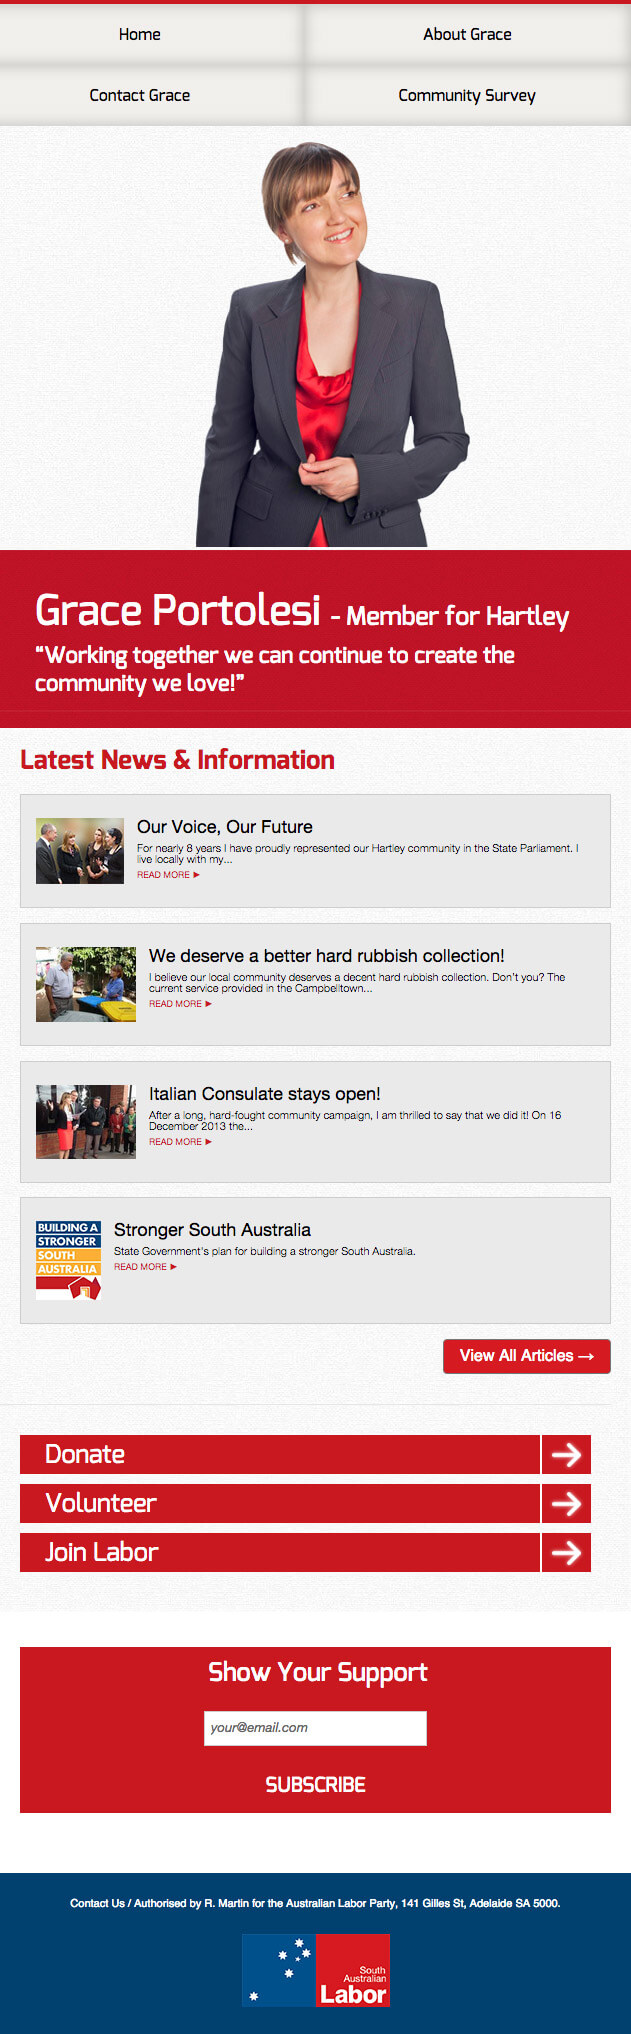 Home
About Grace
Contact Grace
Community Survey
Grace Portolesi - Member for Hartley
“Working together we can continue to create the
community we love!”
Latest News & Information
Our Voice, Our Future
For nearly 8 years I have proudly represented our Hartley community in the State Parliament. I
live locally with my...
READ MORE ►
We deserve a better hard rubbish collection!
I believe our local community deserves a decent hard rubbish collection. Don't you? The
current service provided in the Campbelltown...
READ MORE ►
Italian Consulate stays open!
After a long, hard-fought community campaign, I am thrilled to say that we did it! On 16
December 2013 the...
READ MORE ►
BUILDING A
STRONGER
SOUTH
AUSTRALIA
Stronger South Australia
State Government's plan for building a stronger South Australia.
READ MORE ►
View All Articles →
Donate
Volunteer
Join Labor
Show Your Support
your@email.com
SUBSCRIBE
Contact Us / Authorised by R. Martin for the Australian Labor Party, 141 Gilles St, Adelaide SA 5000.
South
Australian
Labor